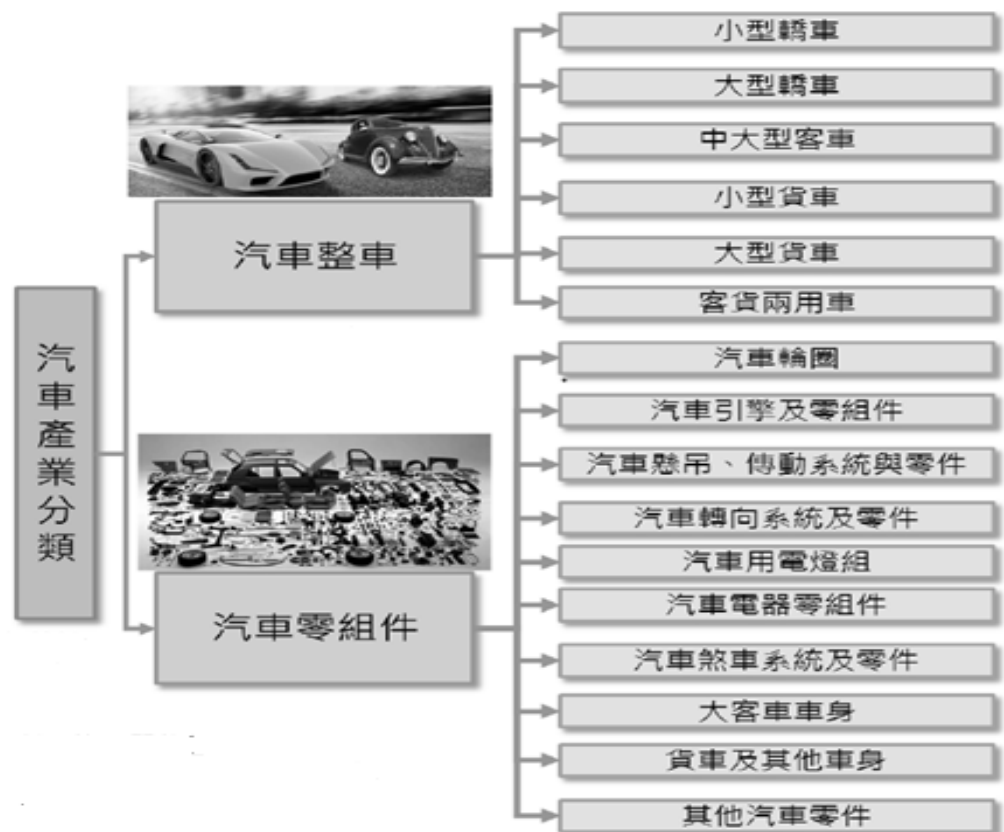 汽車產業分類
汽車整車
小型轎車
大型轎車
中大型客車
小型貨車
大型貨車
客貨兩用車
汽車零組件
汽車輪圈
汽車引擎及零組件
汽車懸吊、傳動系統與零件
汽車轉向系統及零件
汽車用電燈組
汽車電器零組件
汽車煞車系統及零件
大客車車身
貨車及其他車身
其他汽車零件